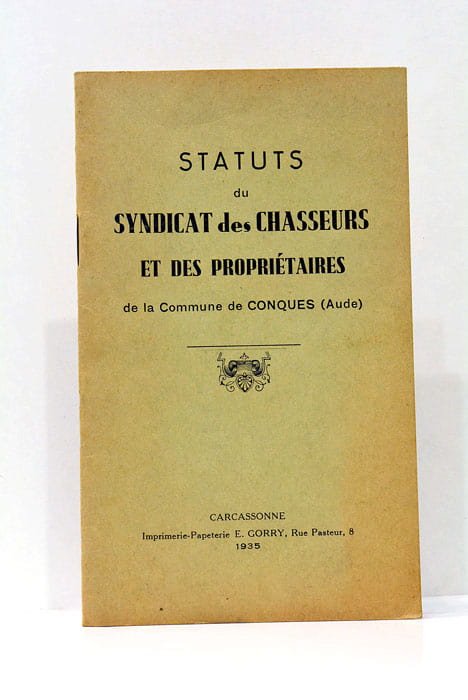 STATUTS
du
SYNDICAT des CHASSEURS
ET DES PROPRIÉTAIRES
de la Commune de CONQUES (Aude)
CARCASSONNE
Imprimerie-Papeterie E. GORRY, Rue Pasteur, 8
1935